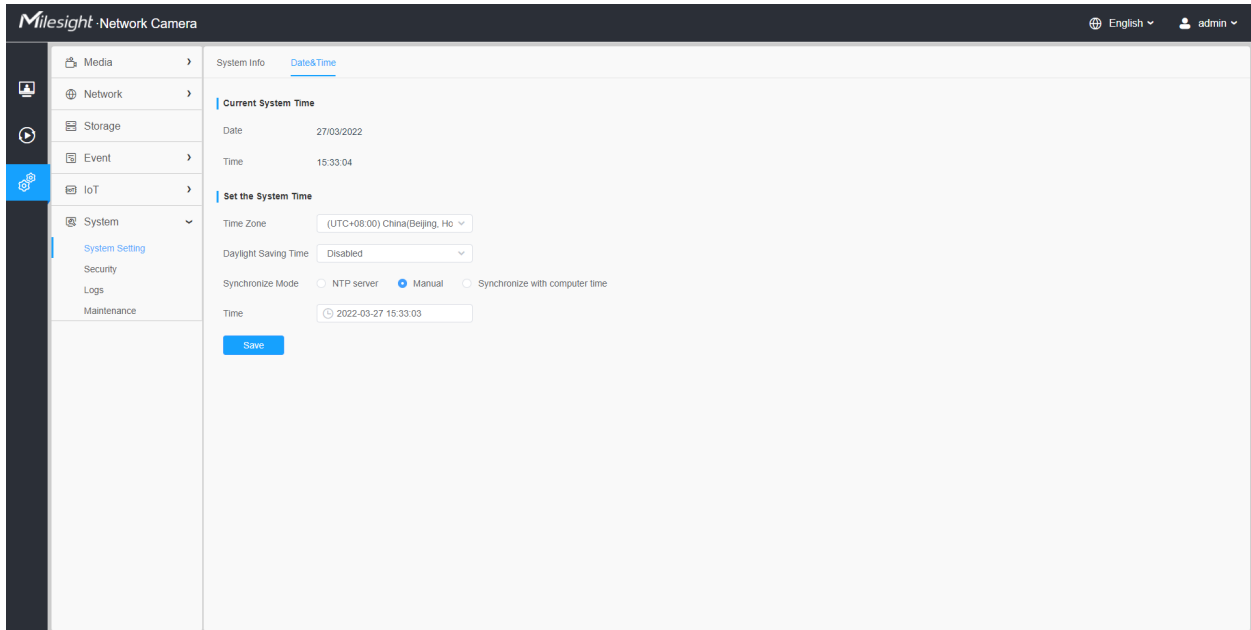 Milesight ·Network Camera
English
admin
Media
Network
Storage
Event
IoT
System
System Setting
Security
Logs
Maintenance
System Info Date&Time
Current System Time
Date 27/03/2022
Time 15:33:04
Set the System Time
Time Zone (UTC+08:00) China(Beijing, Ho
Daylight Saving Time Disabled
Synchronize Mode NTP server Manual Synchronize with computer time
Time 2022-03-27 15:33:03
Save